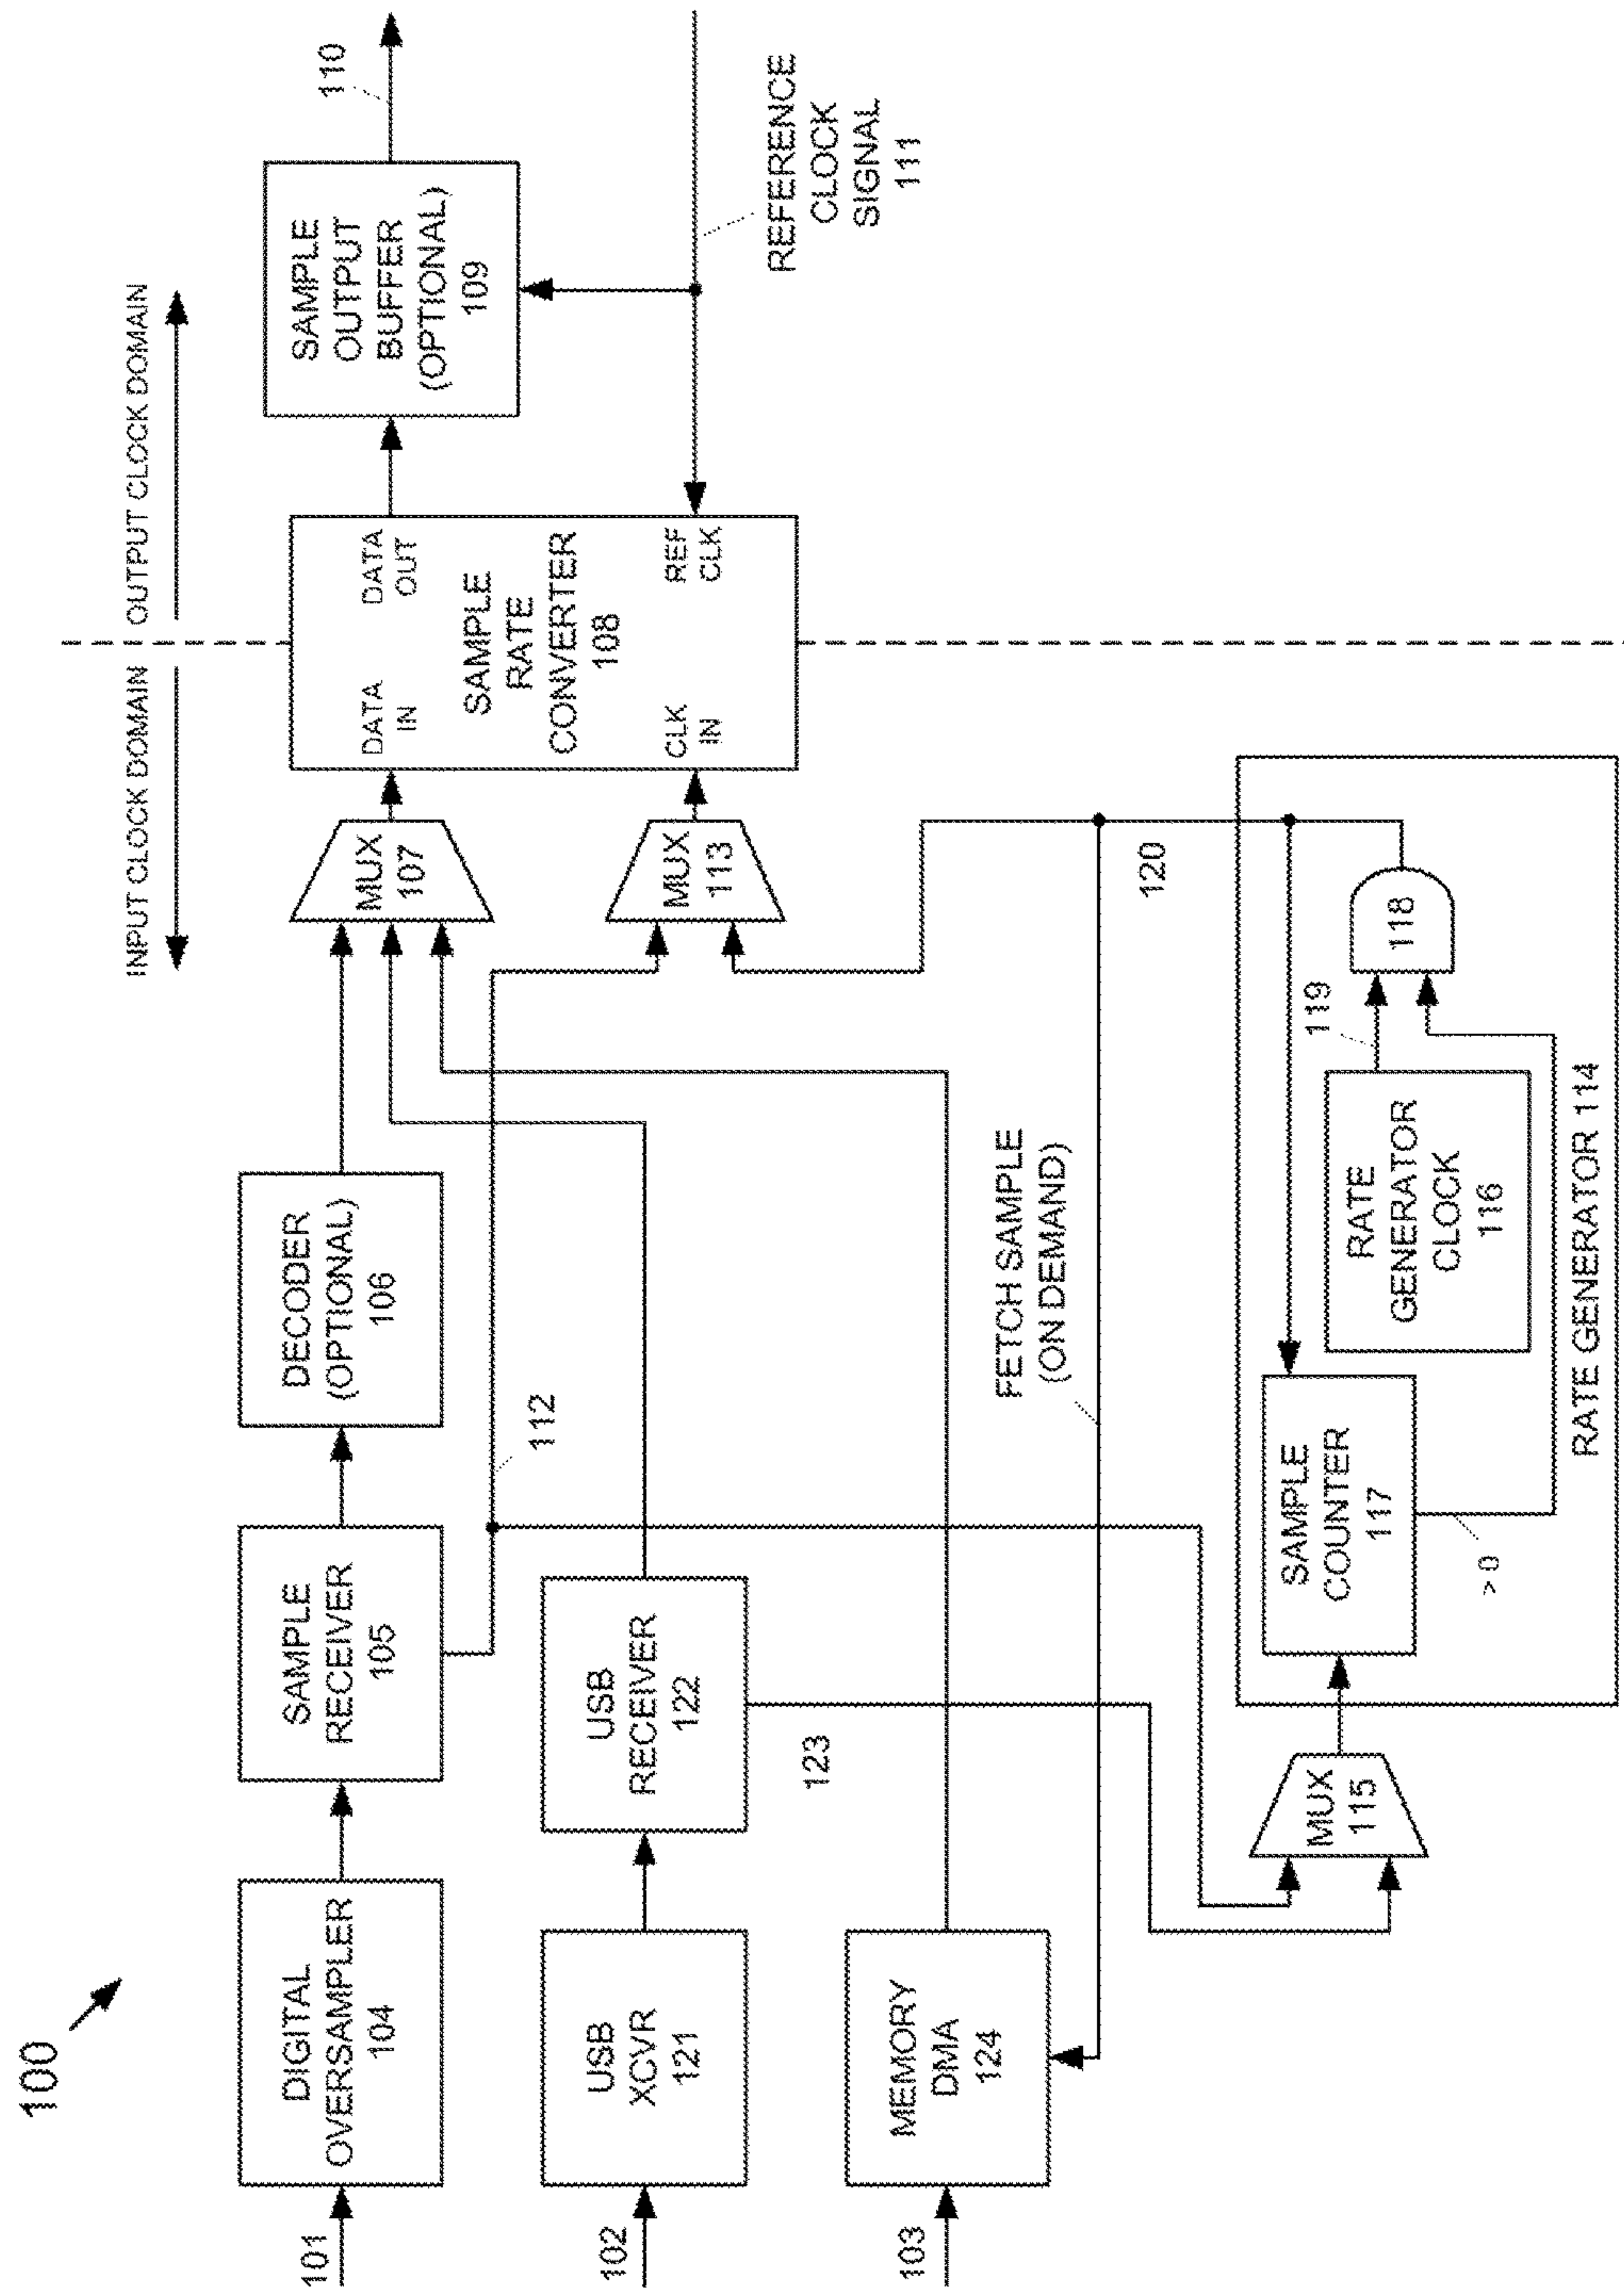 100
INPUT CLOCK DOMAIN
OUTPUT CLOCK DOMAIN
101
DIGITAL
OVERSAMPLER
104
SAMPLE
RECEIVER
105
DECODER
(OPTIONAL)
106
MUX
107
DATA
IN
DATA
OUT
SAMPLE
RATE
CONVERTER
108
CLK
IN
REF
CLK
SAMPLE
OUTPUT
BUFFER
(OPTIONAL)
109
110
112
102
USB
XCVR
121
USB
RECEIVER
122
123
MUX
113
REFERENCE
CLOCK
SIGNAL
111
103
MEMORY
DMA
124
FETCH SAMPLE
(ON DEMAND)
120
MUX
115
SAMPLE
COUNTER
117
> 0
RATE
GENERATOR
CLOCK
116
119
118
RATE GENERATOR 114